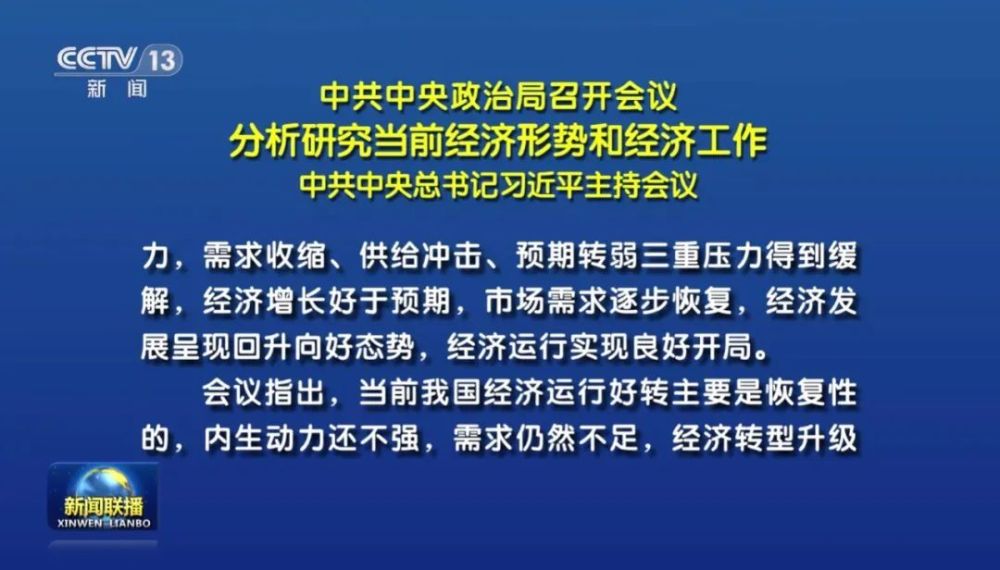 CCTV 13
新闻
中共中央政治局召开会议
分析研究当前经济形势和经济工作
中共中央总书记习近平主持会议
力，需求收缩、供给冲击、预期转弱三重压力得到缓
解，经济增长好于预期，市场需求逐步恢复，经济发
展呈现回升向好态势，经济运行实现良好开局。
会议指出，当前我国经济运行好转主要是恢复性
的，内生动力还不强，需求仍然不足，经济转型升级
新闻联播
XINWEN LIANBO